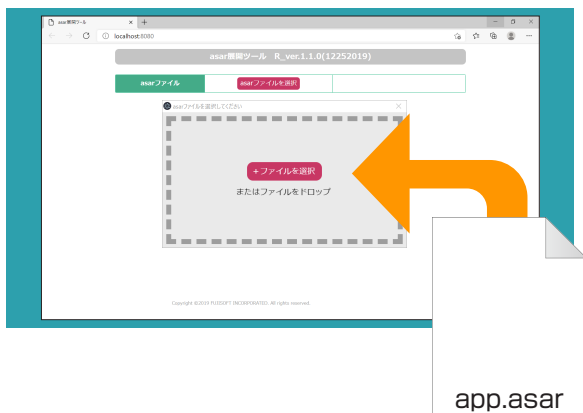 asar展開ツール
localhost:8080
asar展開ツール R_ver.1.1.0(12252019)
asarファイル
asarファイルを選択
asarファイルを選択してください
+ファイルを選択
またはファイルをドロップ
Copyright ©2019 FUJISOFT INCORPORATED. All rights reserved.
app.asar